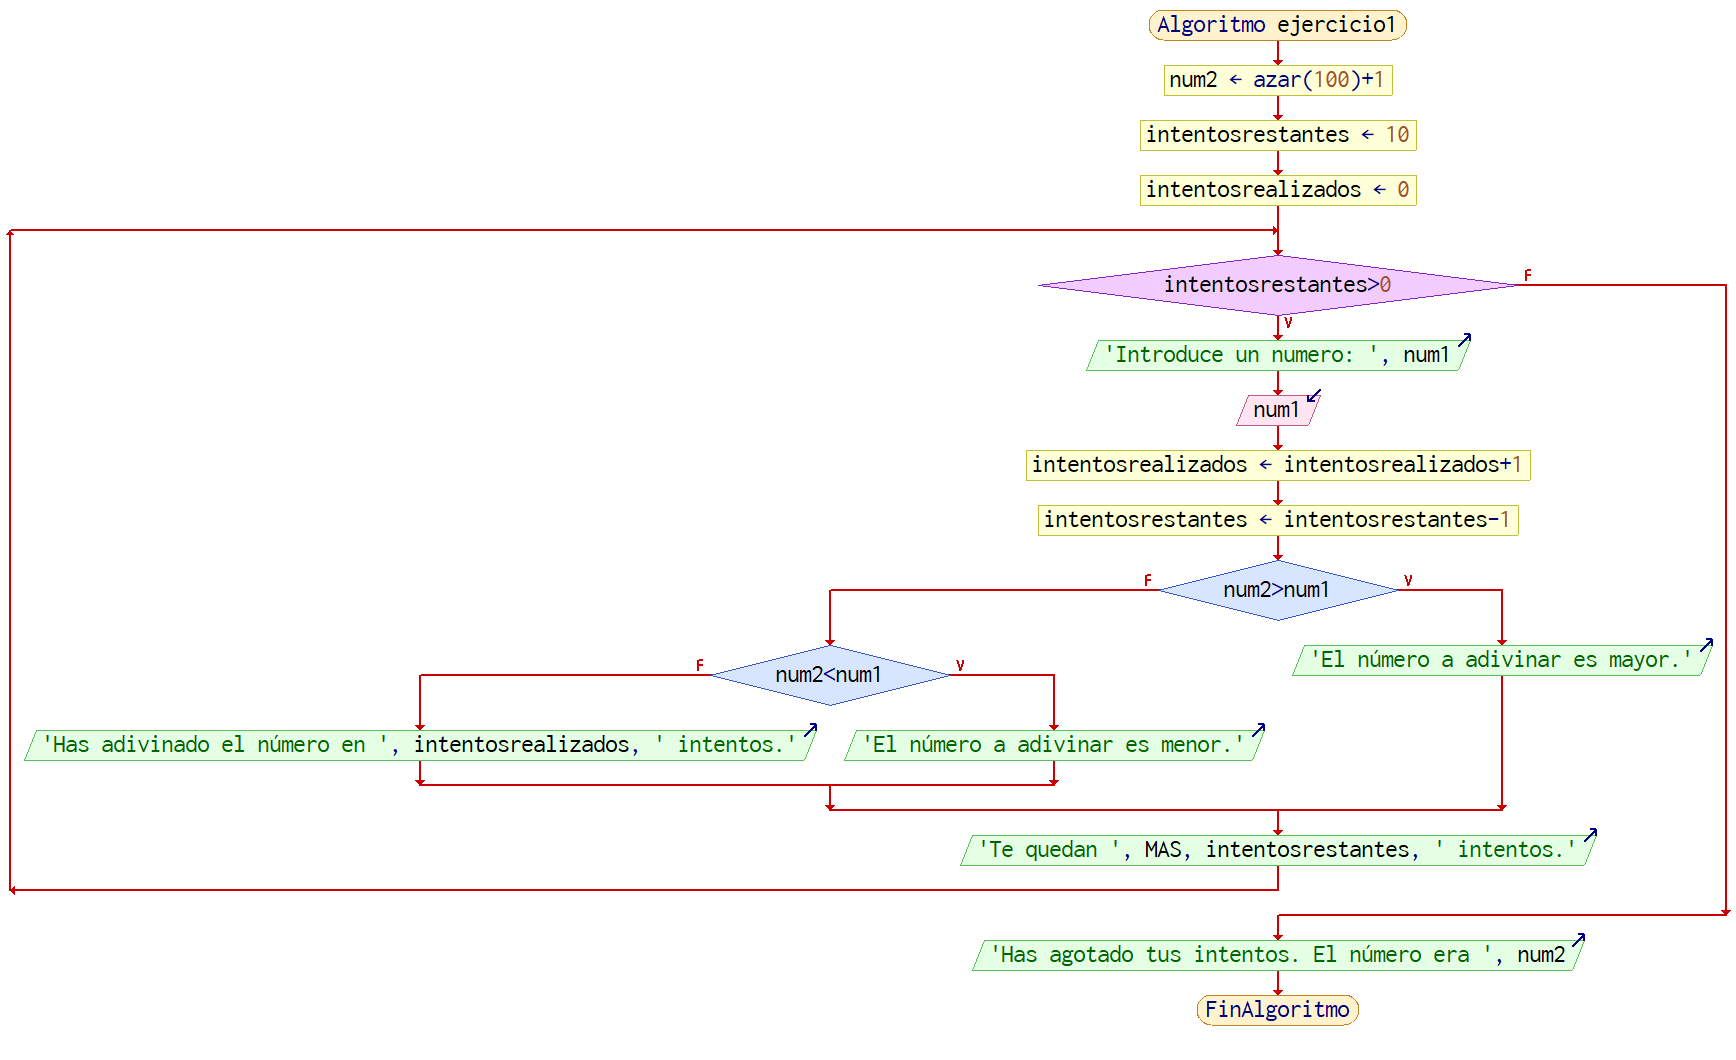 Algoritmo ejercicio1
num2 ← azar(100)+1
intentosrestantes ← 10
intentosrealizados ← 0
intentosrestantes>0
F
V
'Introduce un numero: ', num1
num1
intentosrealizados ← intentosrealizados+1
intentosrestantes ← intentosrestantes-1
F
V
num2>num1
'El número a adivinar es mayor.'
F
V
num2<num1
'Has adivinado el número en ', intentosrealizados, ' intentos.'
'El número a adivinar es menor.'
'Te quedan ', MAS, intentosrestantes, ' intentos.'
'Has agotado tus intentos. El número era ', num2
FinAlgoritmo